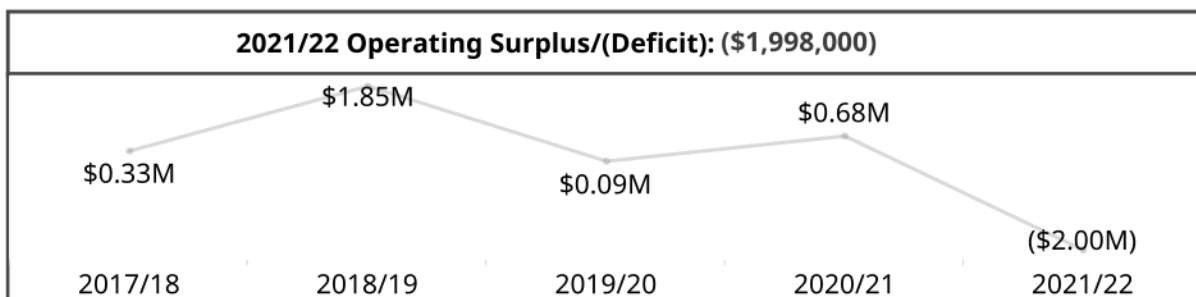 2021/22 Operating Surplus/(Deficit): ($1,998,000)
$1.85M
$0.68M
$0.33M
$0.09M
($2.00M)
2017/18 2018/19 2019/20 2020/21 2021/22